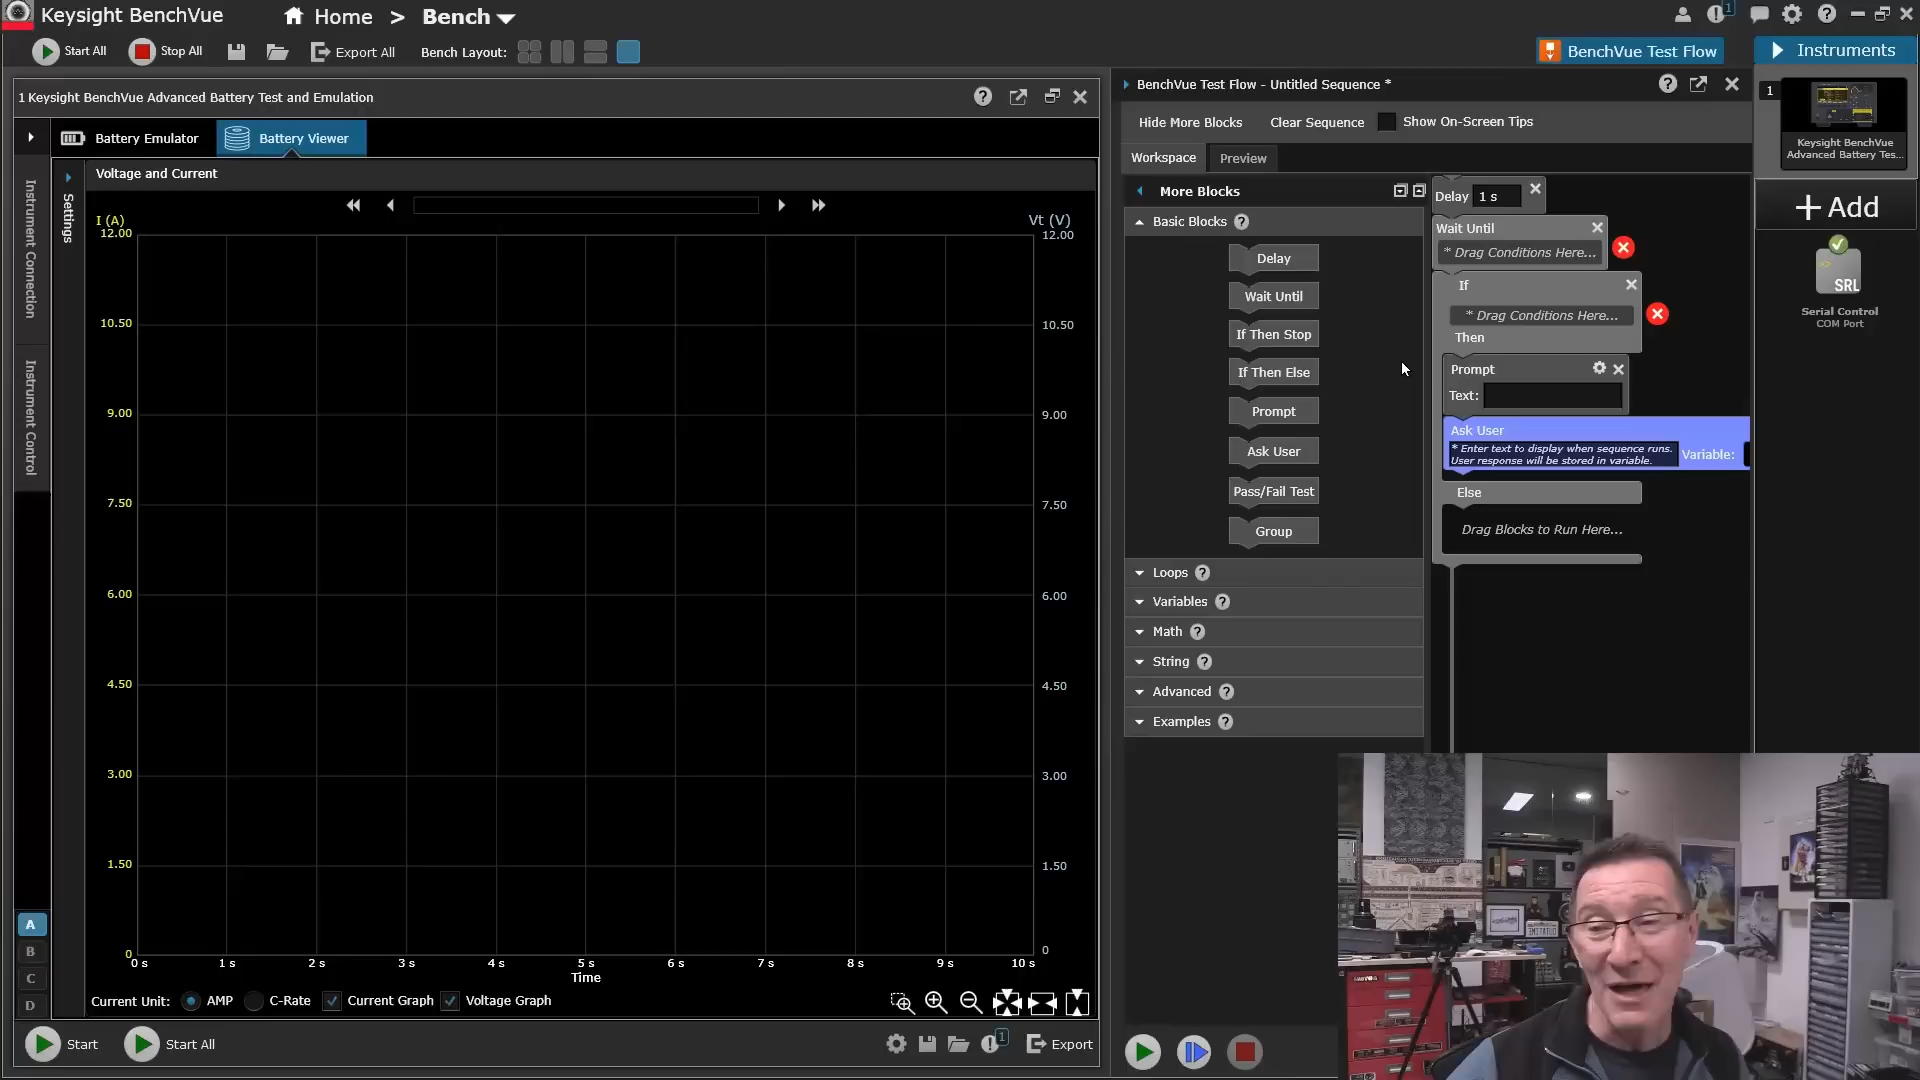 Keysight BenchVue
Home > Bench
Start All
Stop All
Export All
Bench Layout:
BenchVue Test Flow
Instruments
1 Keysight BenchVue Advanced Battery Test and Emulation
Battery Emulator
Battery Viewer
Instrument Connection
Instrument Control
Settings
Voltage and Current
I (A)
Vt (V)
12.00
10.50
9.00
7.50
6.00
4.50
3.00
1.50
0
12.00
10.50
9.00
7.50
6.00
4.50
3.00
1.50
0
0 s 1 s 2 s 3 s 4 s 5 s 6 s 7 s 8 s 9 s 10 s
Time
A
B
C
D
Current Unit: AMP C-Rate Current Graph Voltage Graph
Start
Start All
1
Export
BenchVue Test Flow - Untitled Sequence *
Hide More Blocks Clear Sequence Show On-Screen Tips
Workspace Preview
More Blocks
Basic Blocks ?
Delay
Wait Until
If Then Stop
If Then Else
Prompt
Ask User
Pass/Fail Test
Group
Loops ?
Variables ?
Math ?
String ?
Advanced ?
Examples ?
Delay 1 s
Wait Until
* Drag Conditions Here...
If
* Drag Conditions Here...
Then
Prompt
Text:
Ask User
* Enter text to display when sequence runs.
User response will be stored in variable.
Variable:
Else
Drag Blocks to Run Here...
1
1
Keysight BenchVue
Advanced Battery Tes...
+ Add
SRL
Serial Control
COM Port